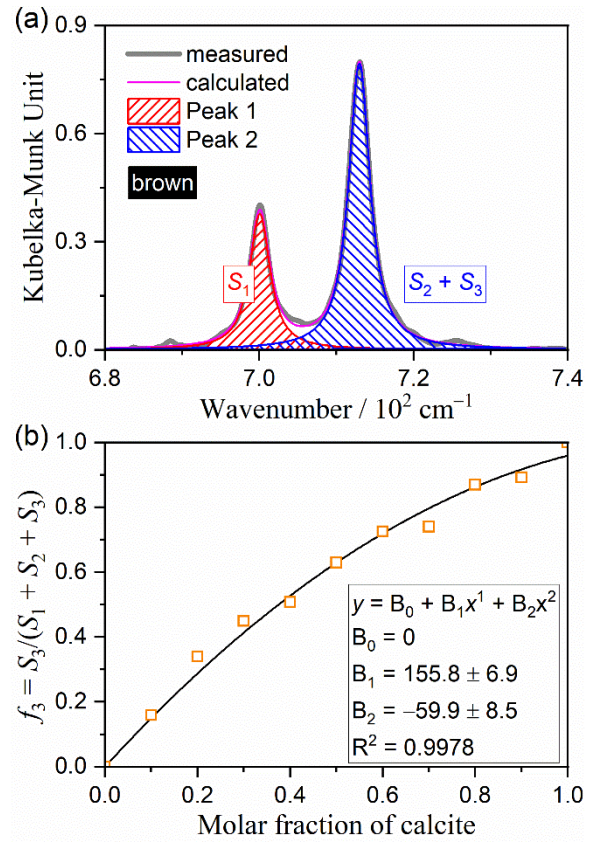 (a)
0.9
0.6
0.3
0.0
Kubelka-Munk Unit
measured
calculated
Peak 1
Peak 2
brown
S₁
S₂ + S₃
6.8 7.0 7.2 7.4
Wavenumber / 10² cm⁻¹
(b)
1.0
0.8
0.6
0.4
0.2
0.0
f₃ = S₃/(S₁ + S₂ + S₃)
y = B₀ + B₁x¹ + B₂x²
B₀ = 0
B₁ = 155.8 ± 6.9
B₂ = −59.9 ± 8.5
R² = 0.9978
0.0 0.2 0.4 0.6 0.8 1.0
Molar fraction of calcite